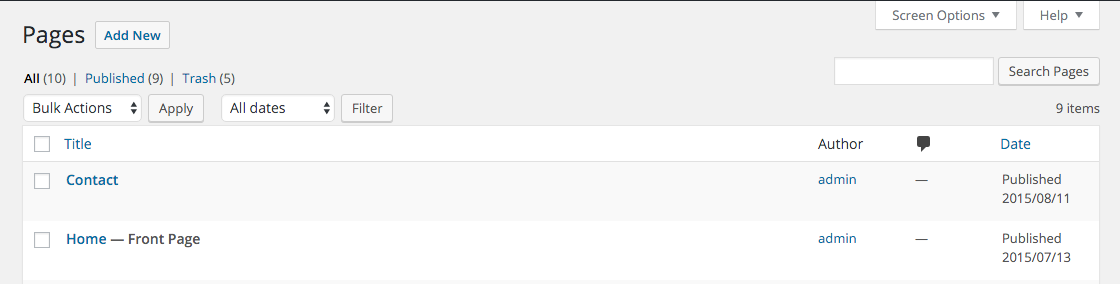 Screen Options Help
Pages Add New
All (10) | Published (9) | Trash (5)
Search Pages
Bulk Actions Apply All dates Filter 9 items
Title Author Date
Contact admin — Published
2015/08/11
Home — Front Page admin — Published
2015/07/13